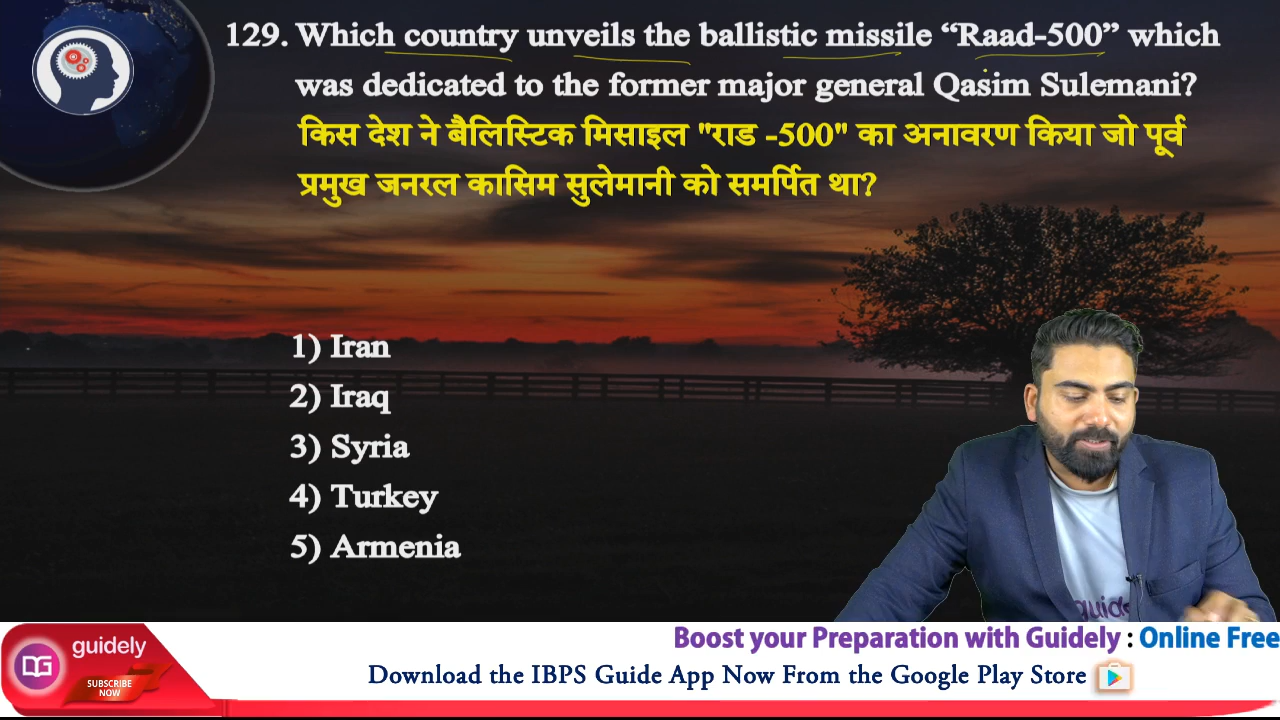 129. Which country unveils the ballistic missile “Raad-500” which
was dedicated to the former major general Qasim Sulemani?
किस देश ने बैलिस्टिक मिसाइल "राड -500" का अनावरण किया जो पूर्व
प्रमुख जनरल कासिम सुलेमानी को समर्पित था?
1) Iran
2) Iraq
3) Syria
4) Turkey
5) Armenia
guidely
SUBSCRIBE
NOW
Boost your Preparation with Guidely : Online Free
Download the IBPS Guide App Now From the Google Play Store